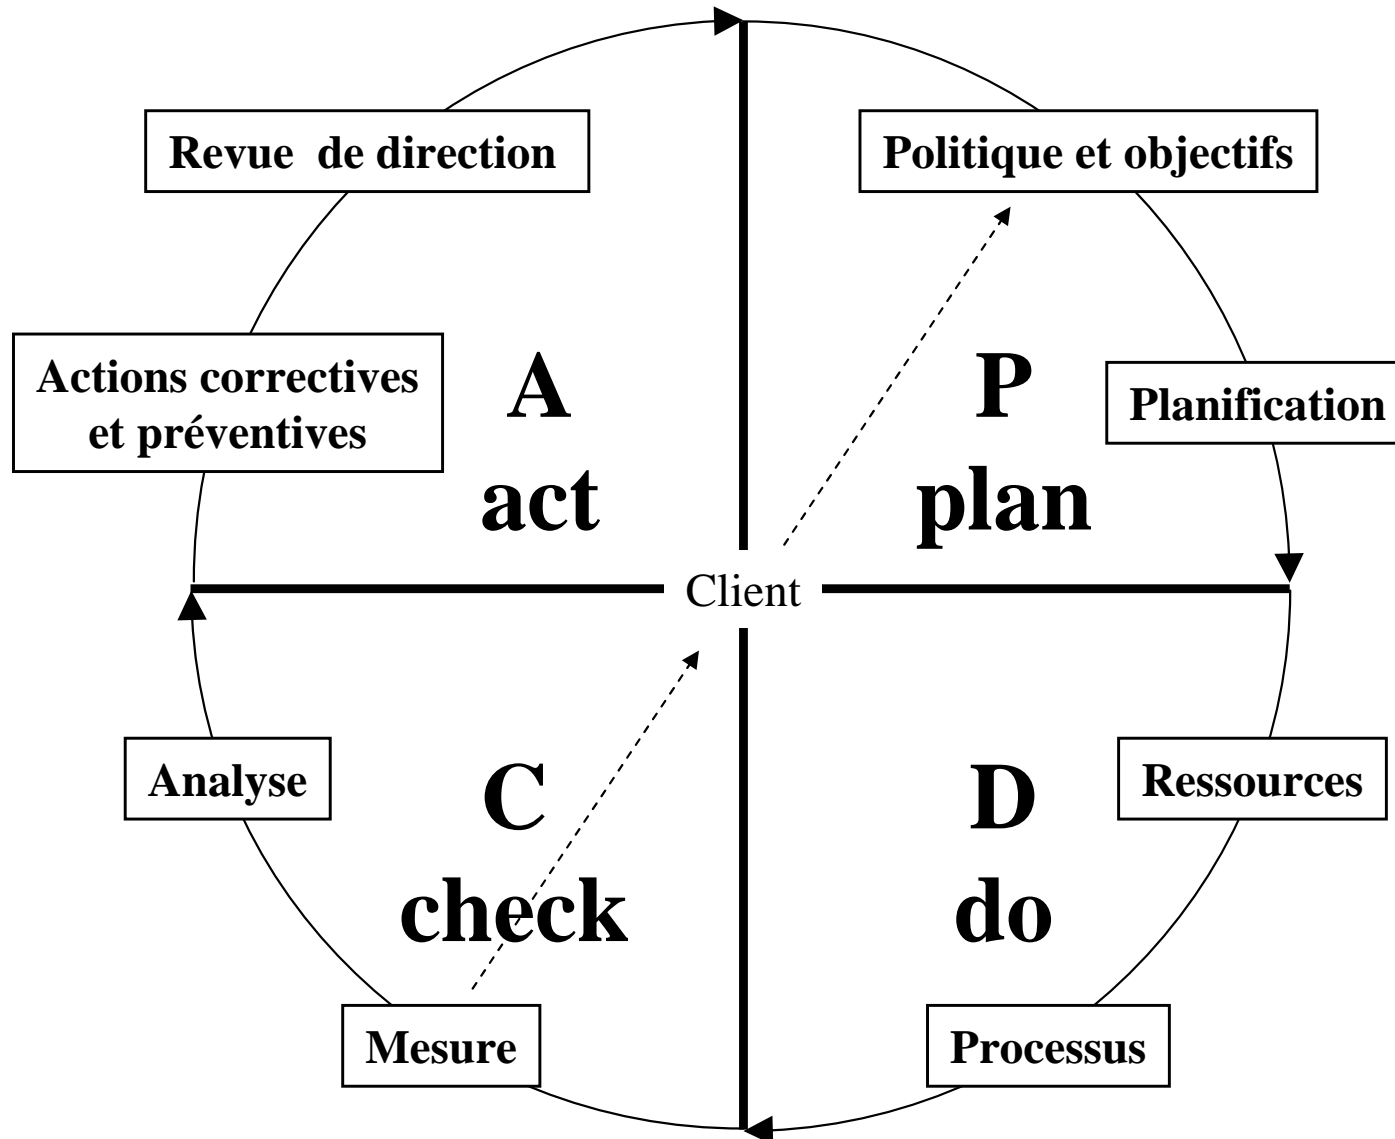 Revue de direction
Politique et objectifs
Actions correctives
et préventives
A
act
P
plan
Planification
Client
Analyse
C
check
D
do
Ressources
Mesure
Processus